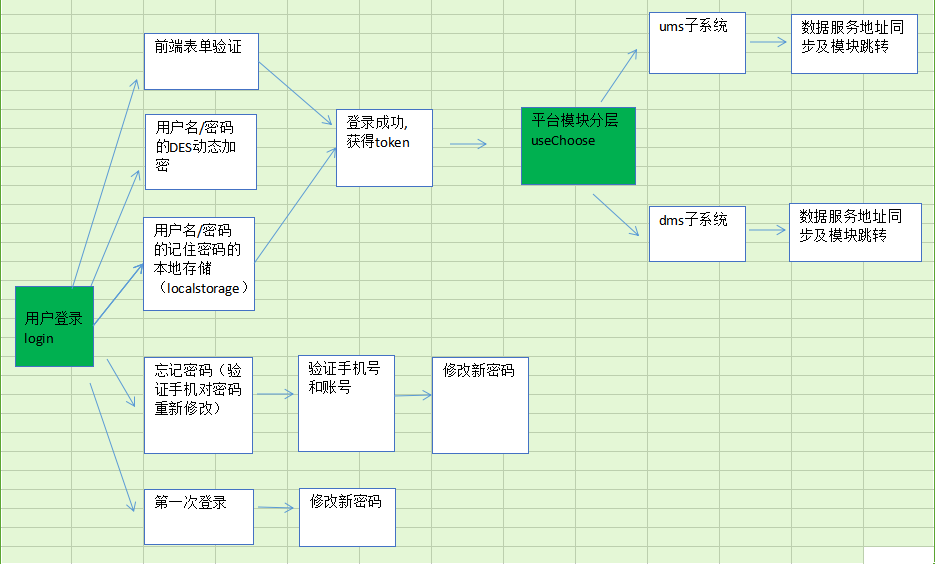 前端表单验证
用户名/密码
的DES动态加
密
用户名/密码
的记住密码的
本地存储
（localstorage）
用户登录
login
忘记密码（验
证手机对密码
重新修改）
第一次登录
登录成功,
获得token
验证手机号
和账号
修改新密码
修改新密码
平台模块分层
useChoose
ums子系统
数据服务地址同
步及模块跳转
dms子系统
数据服务地址同
步及模块跳转